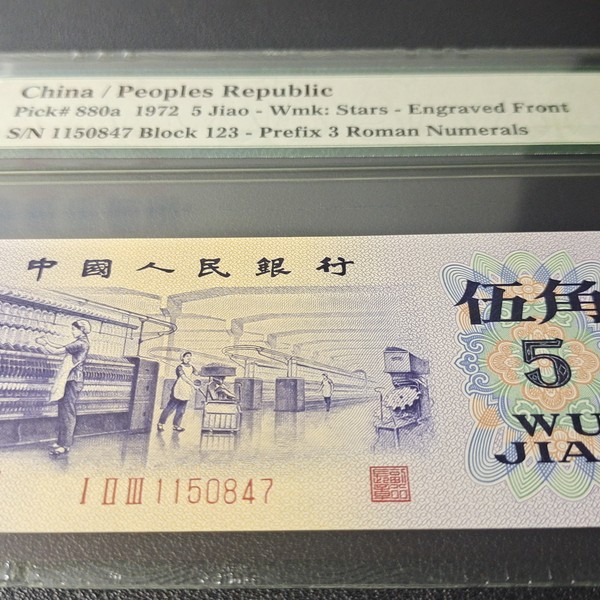 China / Peoples Republic
Pick# 880a 1972 5 Jiao - Wmk: Stars - Engraved Front
S/N 1150847 Block 123 - Prefix 3 Roman Numerals
中國人民銀行
伍角
5
WU
JIA
I II III 1150847